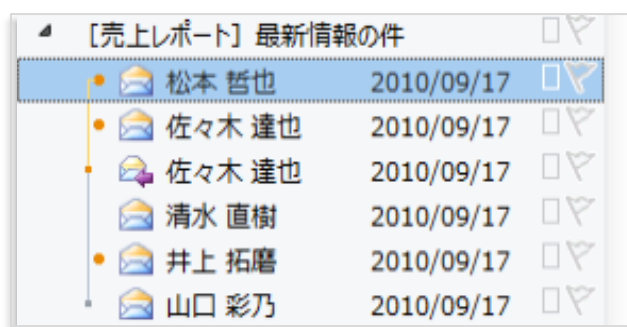 [売上レポート] 最新情報の件
松本 哲也 2010/09/17
佐々木 達也 2010/09/17
佐々木 達也 2010/09/17
清水 直樹 2010/09/17
井上 拓磨 2010/09/17
山口 彩乃 2010/09/17